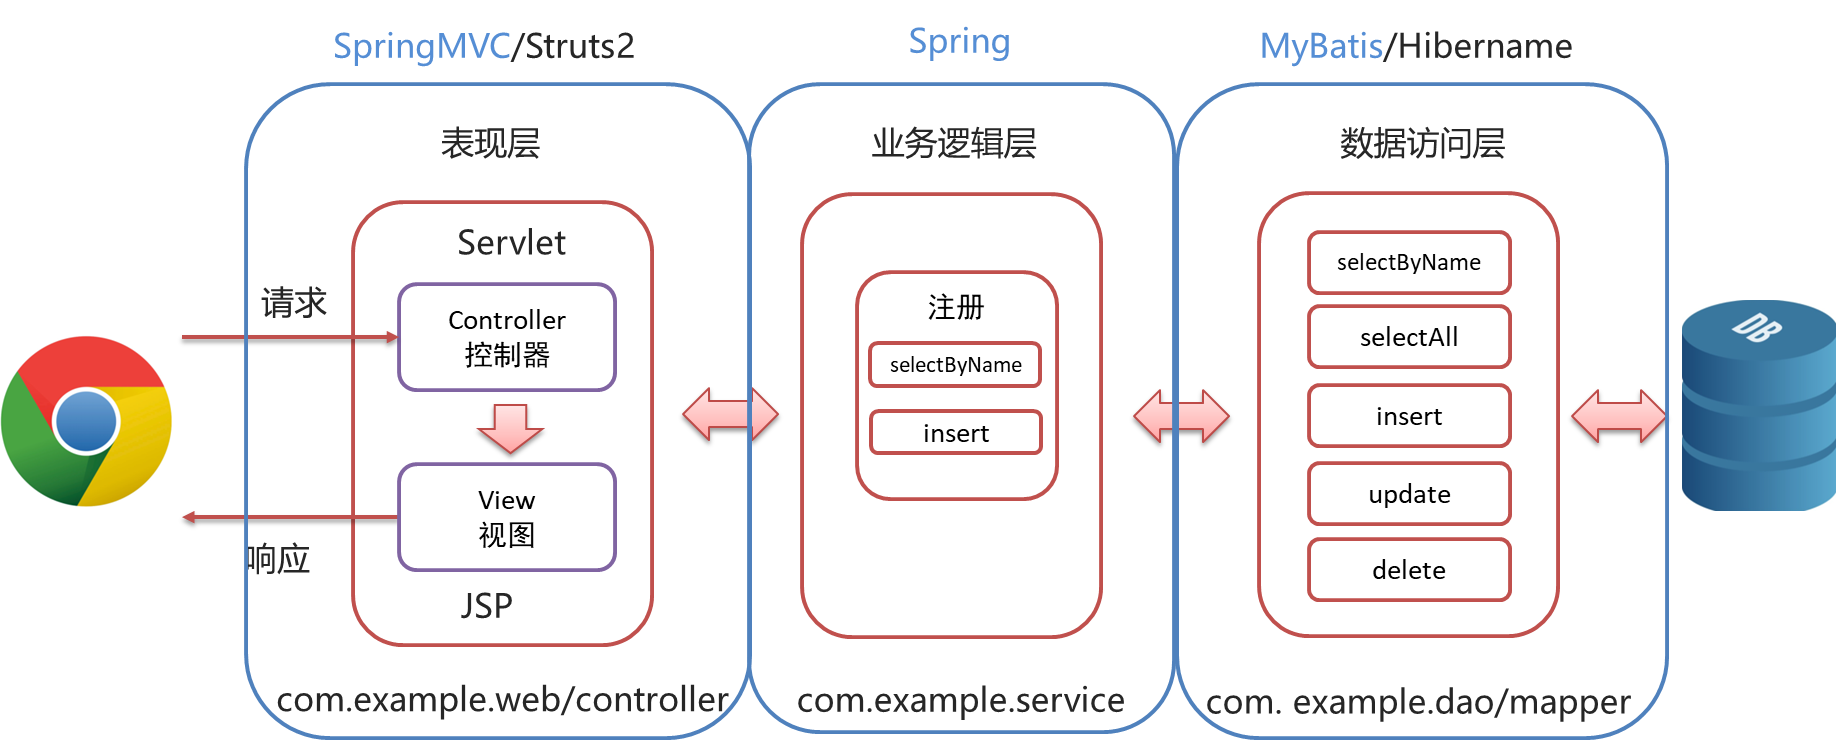 SpringMVC/Struts2
Spring
MyBatis/Hibername
表现层
业务逻辑层
数据访问层
Servlet
请求
Controller
控制器
View
视图
响应
JSP
com.example.web/controller
注册
selectByName
insert
com.example.service
selectByName
selectAll
insert
update
delete
com. example.dao/mapper
DB